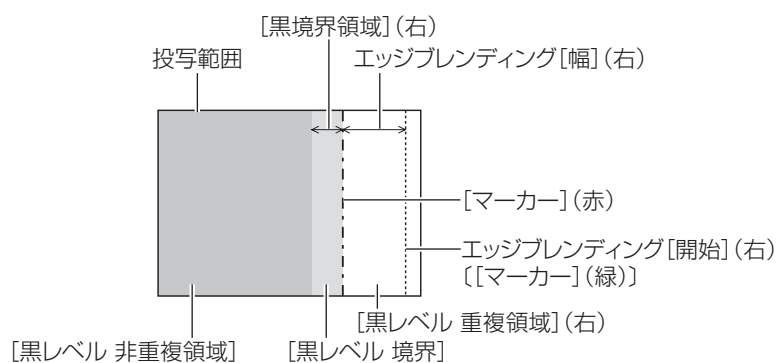 [黒境界領域](右)
投写範囲
エッジブレンディング[幅](右)
[マーカー](赤)
エッジブレンディング[開始](右)
〔[マーカー](緑)〕
[黒レベル 重複領域](右)
[黒レベル 非重複領域]
[黒レベル 境界]